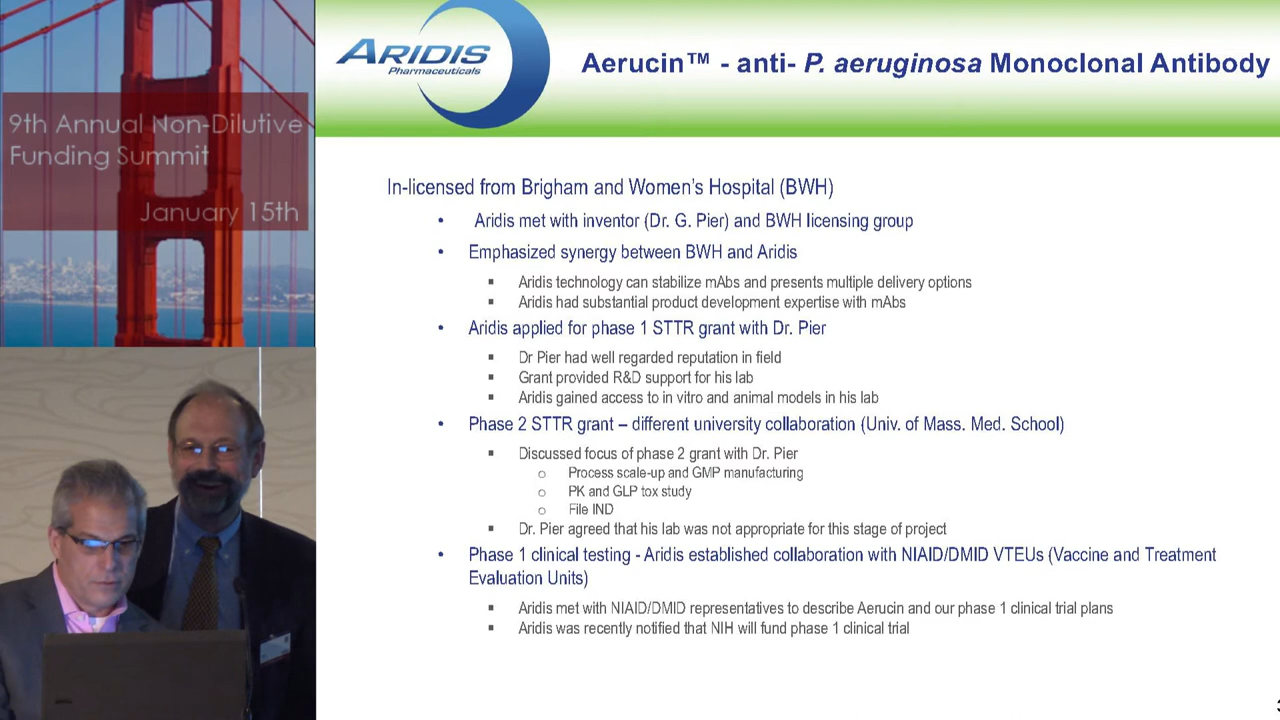 9th Annual Non-Dilutive
Funding Summit
January 15th
ARIDIS
Pharmaceuticals
Aerucin™ - anti- P. aeruginosa Monoclonal Antibody
In-licensed from Brigham and Women's Hospital (BWH)
• Aridis met with inventor (Dr. G. Pier) and BWH licensing group
• Emphasized synergy between BWH and Aridis
▪ Aridis technology can stabilize mAbs and presents multiple delivery options
▪ Aridis had substantial product development expertise with mAbs
• Aridis applied for phase 1 STTR grant with Dr. Pier
▪ Dr Pier had well regarded reputation in field
▪ Grant provided R&D support for his lab
▪ Aridis gained access to in vitro and animal models in his lab
• Phase 2 STTR grant – different university collaboration (Univ. of Mass. Med. School)
▪ Discussed focus of phase 2 grant with Dr. Pier
o Process scale-up and GMP manufacturing
o PK and GLP tox study
o File IND
▪ Dr. Pier agreed that his lab was not appropriate for this stage of project
• Phase 1 clinical testing - Aridis established collaboration with NIAID/DMID VTEUs (Vaccine and Treatment
Evaluation Units)
▪ Aridis met with NIAID/DMID representatives to describe Aerucin and our phase 1 clinical trial plans
▪ Aridis was recently notified that NIH will fund phase 1 clinical trial